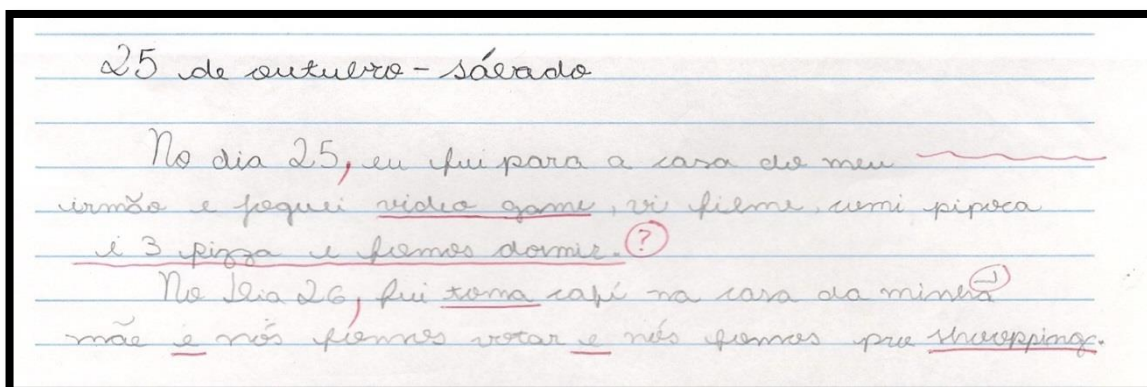 25 de outubro - sábado
No dia 25, eu fui para a casa do meu
irmão e joguei video game, vi filme, comi pipoca
e 3 pizza e fomos dormir. ?
No dia 26, fui toma café na casa da minha
mãe é nós fomos votar e nós fomos pra shoopping.